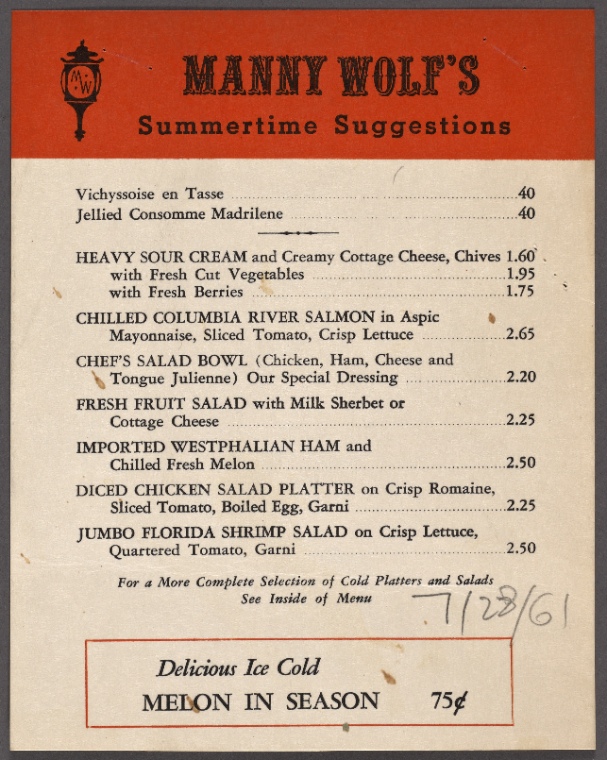 M W
MANNY WOLF'S
Summertime Suggestions
Vichyssoise en Tasse .40
Jellied Consomme Madrilene .40
HEAVY SOUR CREAM and Creamy Cottage Cheese, Chives 1.60
with Fresh Cut Vegetables 1.95
with Fresh Berries 1.75
CHILLED COLUMBIA RIVER SALMON in Aspic
Mayonnaise, Sliced Tomato, Crisp Lettuce 2.65
CHEF'S SALAD BOWL (Chicken, Ham, Cheese and
Tongue Julienne) Our Special Dressing 2.20
FRESH FRUIT SALAD with Milk Sherbet or
Cottage Cheese 2.25
IMPORTED WESTPHALIAN HAM and
Chilled Fresh Melon 2.50
DICED CHICKEN SALAD PLATTER on Crisp Romaine,
Sliced Tomato, Boiled Egg, Garni 2.25
JUMBO FLORIDA SHRIMP SALAD on Crisp Lettuce,
Quartered Tomato, Garni 2.50
For a More Complete Selection of Cold Platters and Salads
See Inside of Menu
7/28/61
Delicious Ice Cold
MELON IN SEASON 75¢